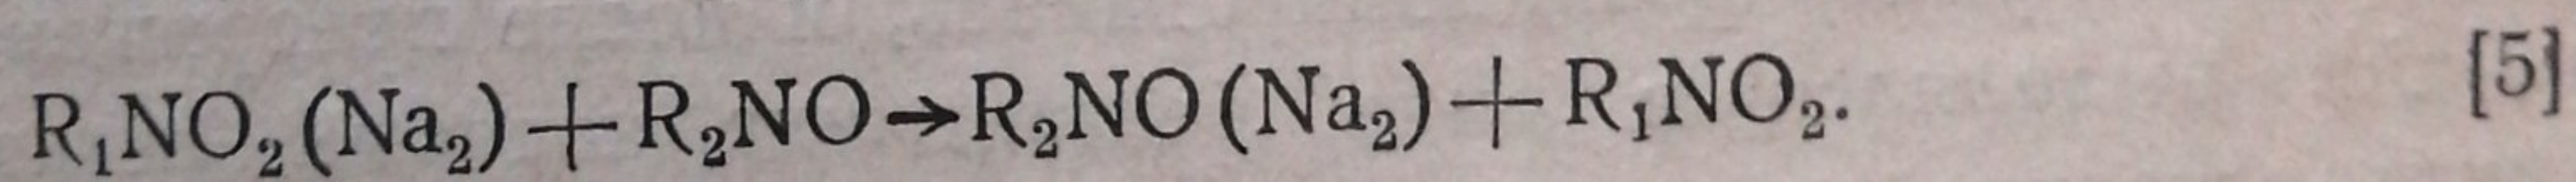 R₁NO₂(Na₂)+R₂NO→R₂NO(Na₂)+R₁NO₂. [5]